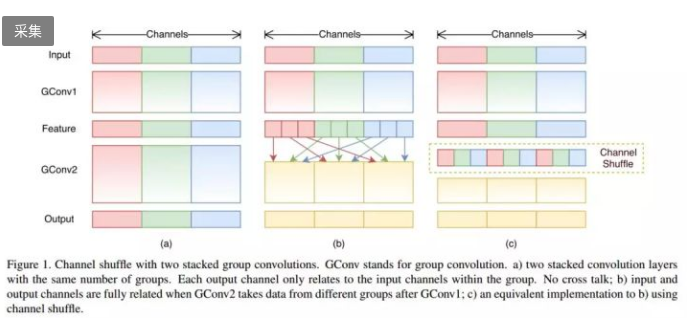 采集
Channels Channels Channels
Input
GConv1
Feature
Channel
Shuffle
GConv2
Output
(a) (b) (c)
Figure 1. Channel shuffle with two stacked group convolutions. GConv stands for group convolution. a) two stacked convolution layers
with the same number of groups. Each output channel only relates to the input channels within the group. No cross talk; b) input and
output channels are fully related when GConv2 takes data from different groups after GConv1; c) an equivalent implementation to b) using
channel shuffle.